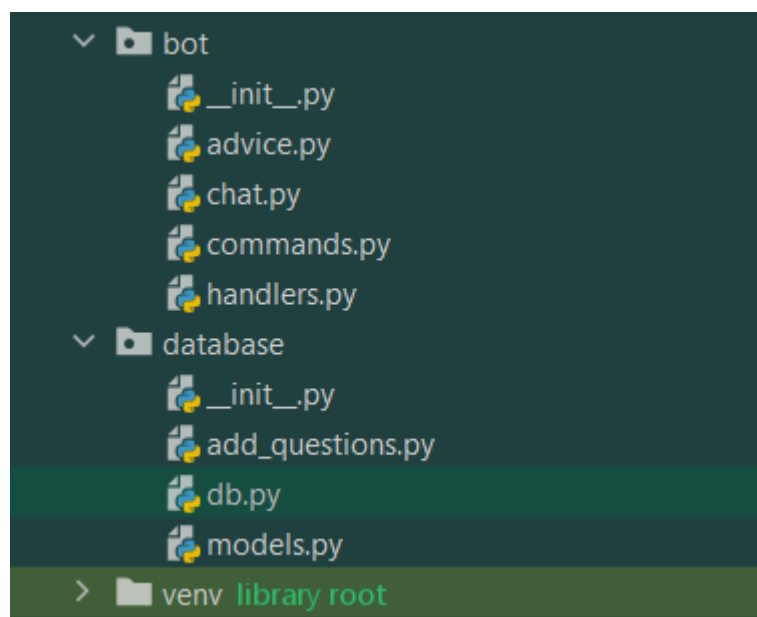 bot
__init__.py
advice.py
chat.py
commands.py
handlers.py
database
__init__.py
add_questions.py
db.py
models.py
venv library root